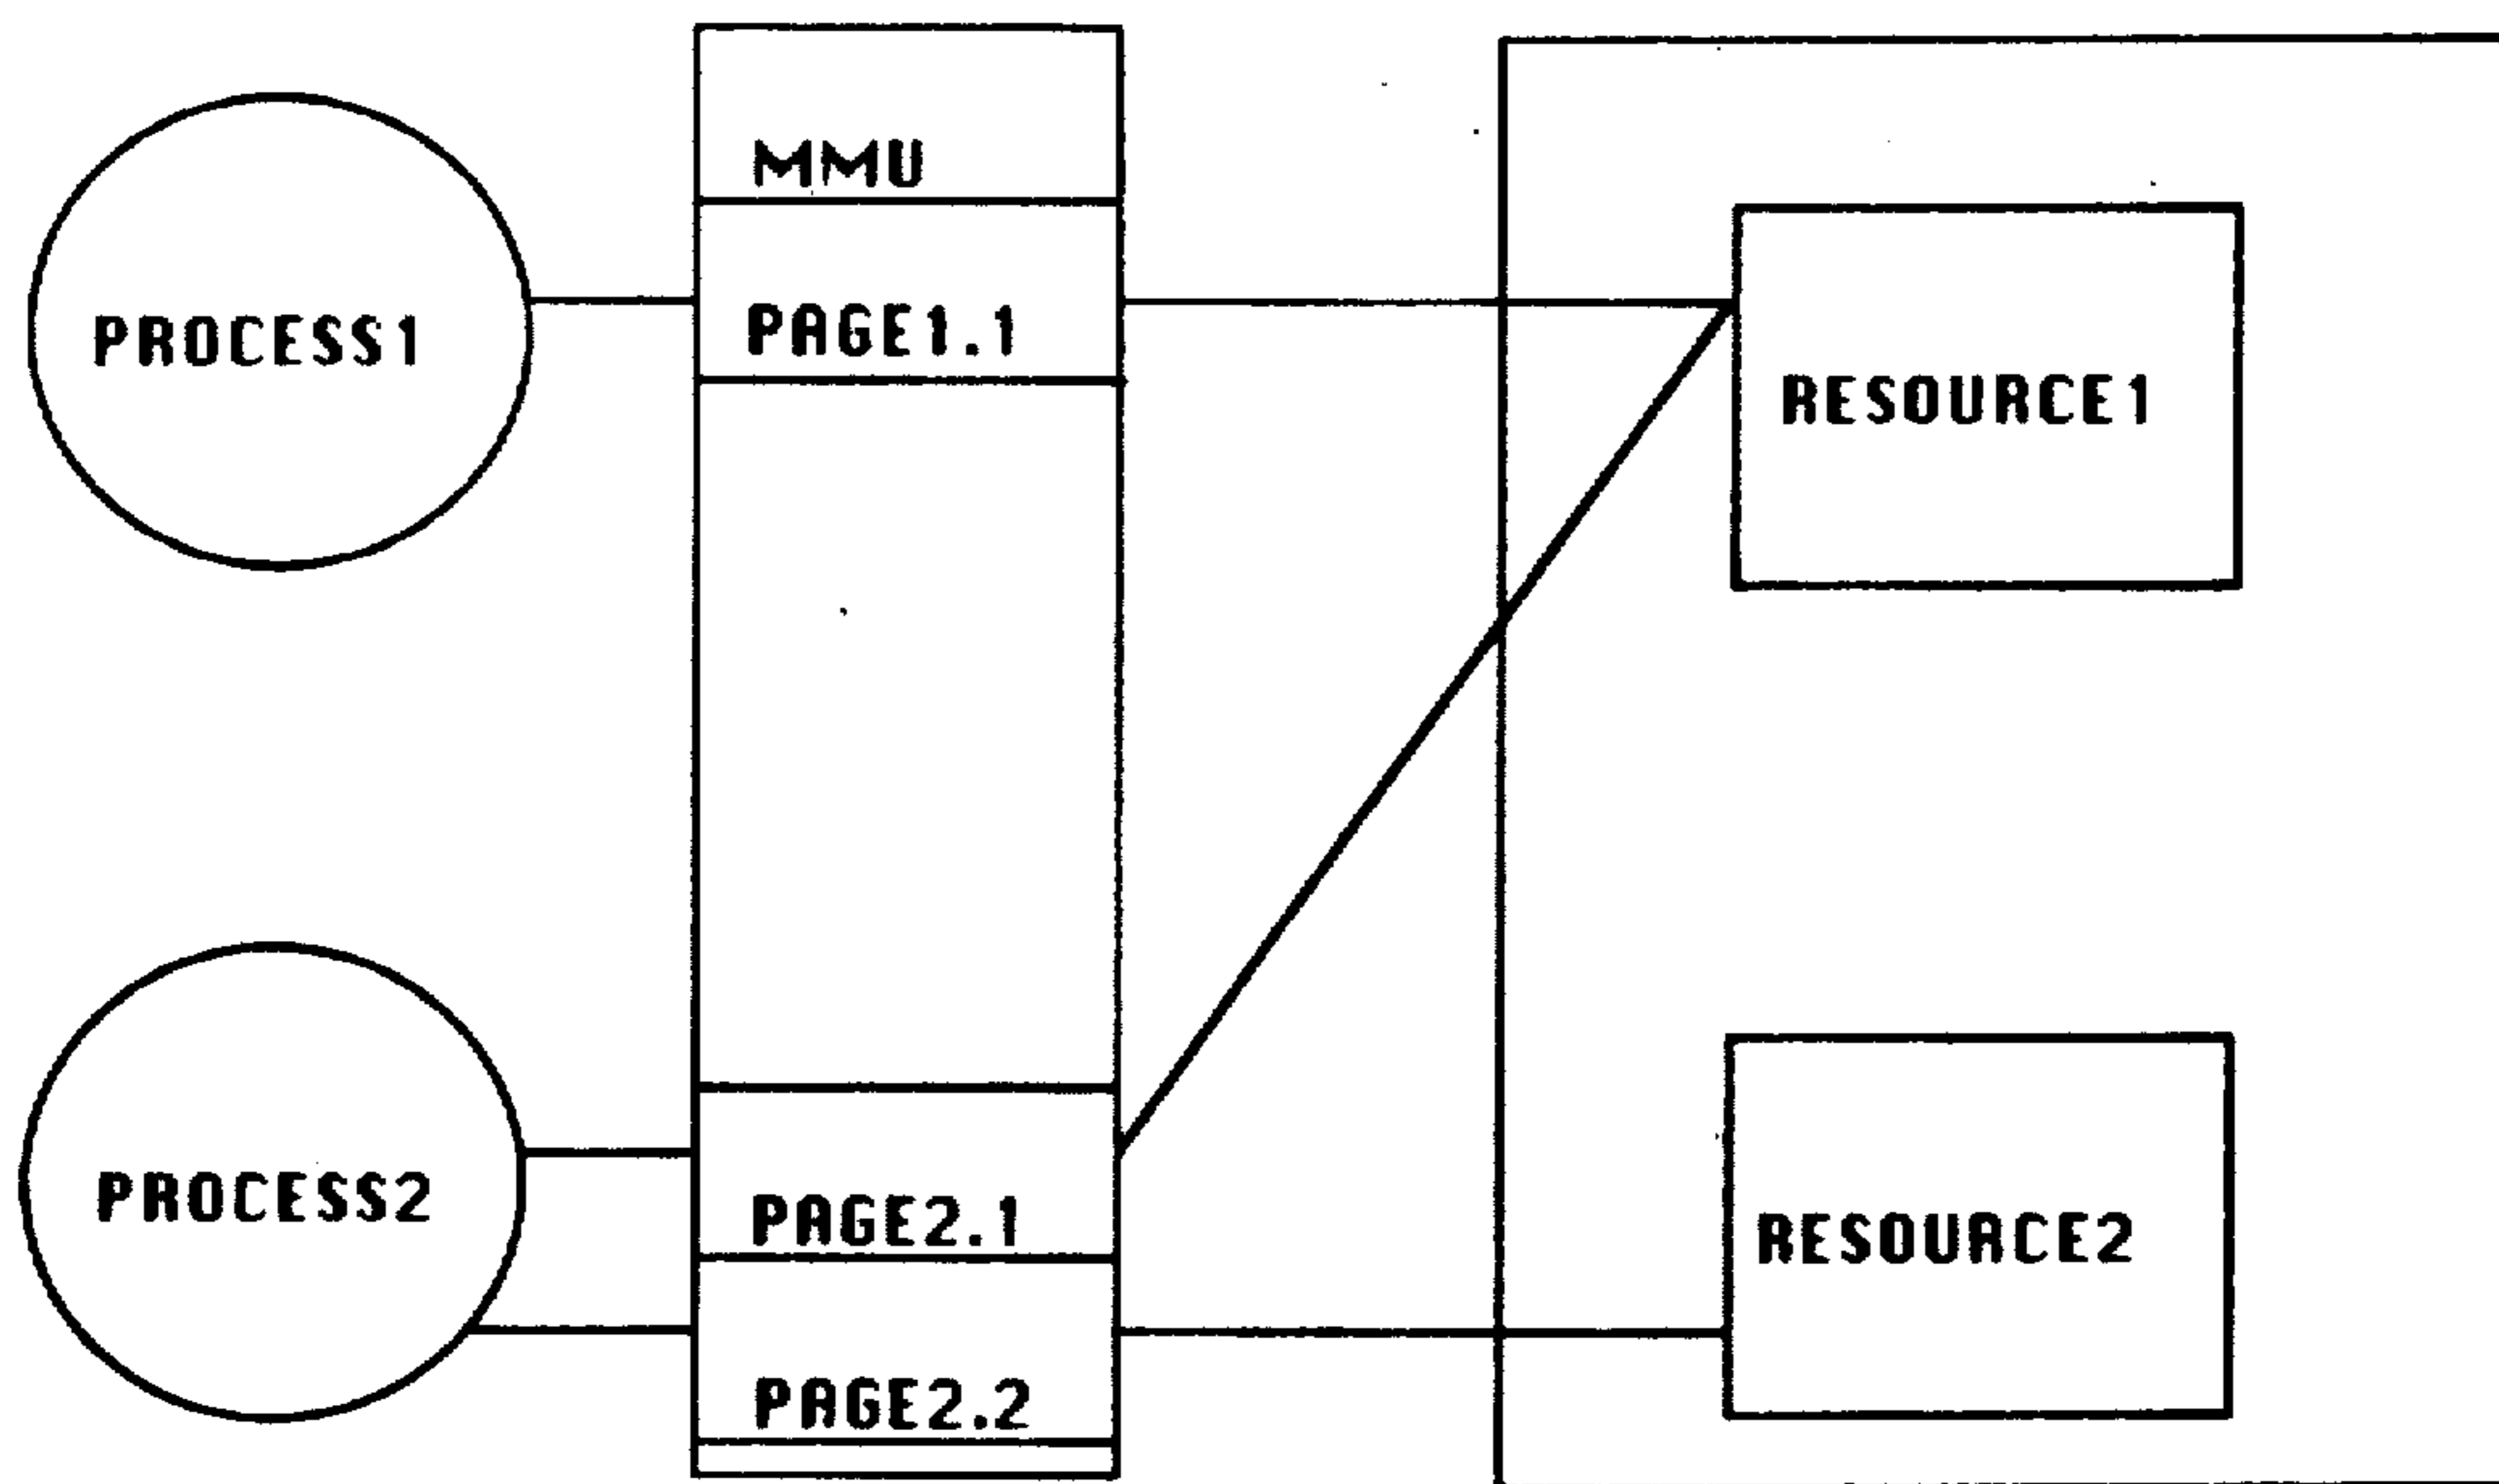 MMU
PROCESS1
PAGE1.1
RESOURCE1
PROCESS2
PAGE2.1
RESOURCE2
PAGE2.2